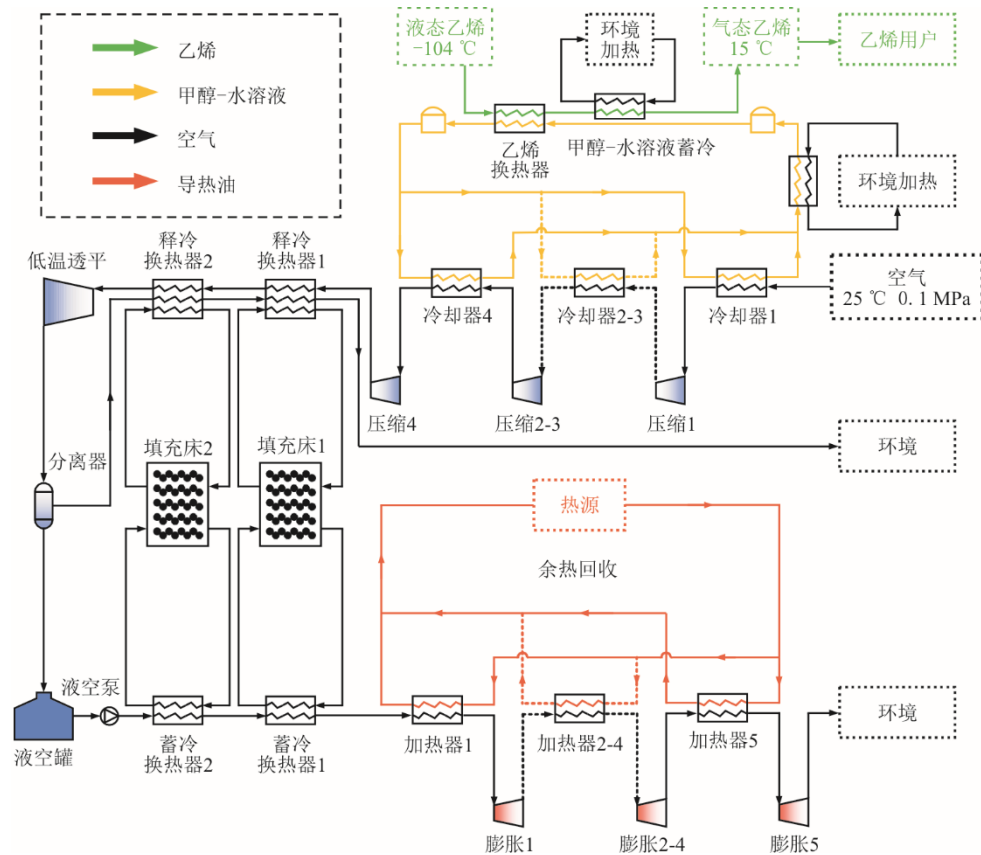 乙烯
甲醇-水溶液
空气
导热油
液态乙烯
-104 ℃
环境
加热
气态乙烯
15 ℃
乙烯用户
乙烯
换热器
甲醇-水溶液蓄冷
环境加热
空气
25 ℃ 0.1 MPa
冷却器4
冷却器2-3
冷却器1
压缩4
压缩2-3
压缩1
低温透平
释冷
换热器2
释冷
换热器1
分离器
填充床2
填充床1
环境
热源
余热回收
液空泵
液空罐
蓄冷
换热器2
蓄冷
换热器1
加热器1
加热器2-4
加热器5
环境
膨胀1
膨胀2-4
膨胀5